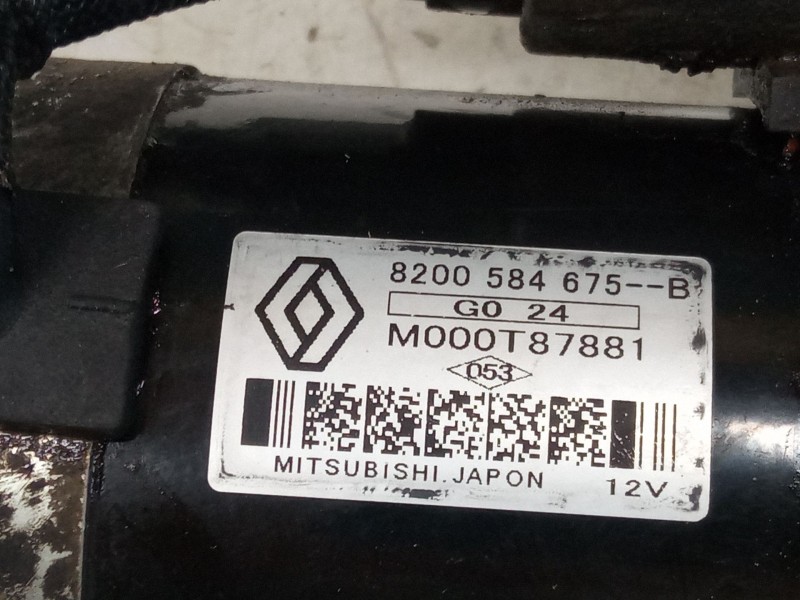 8200 584 675--B
G0 24
M000T87881
053
MITSUBISHI.JAPON
12V